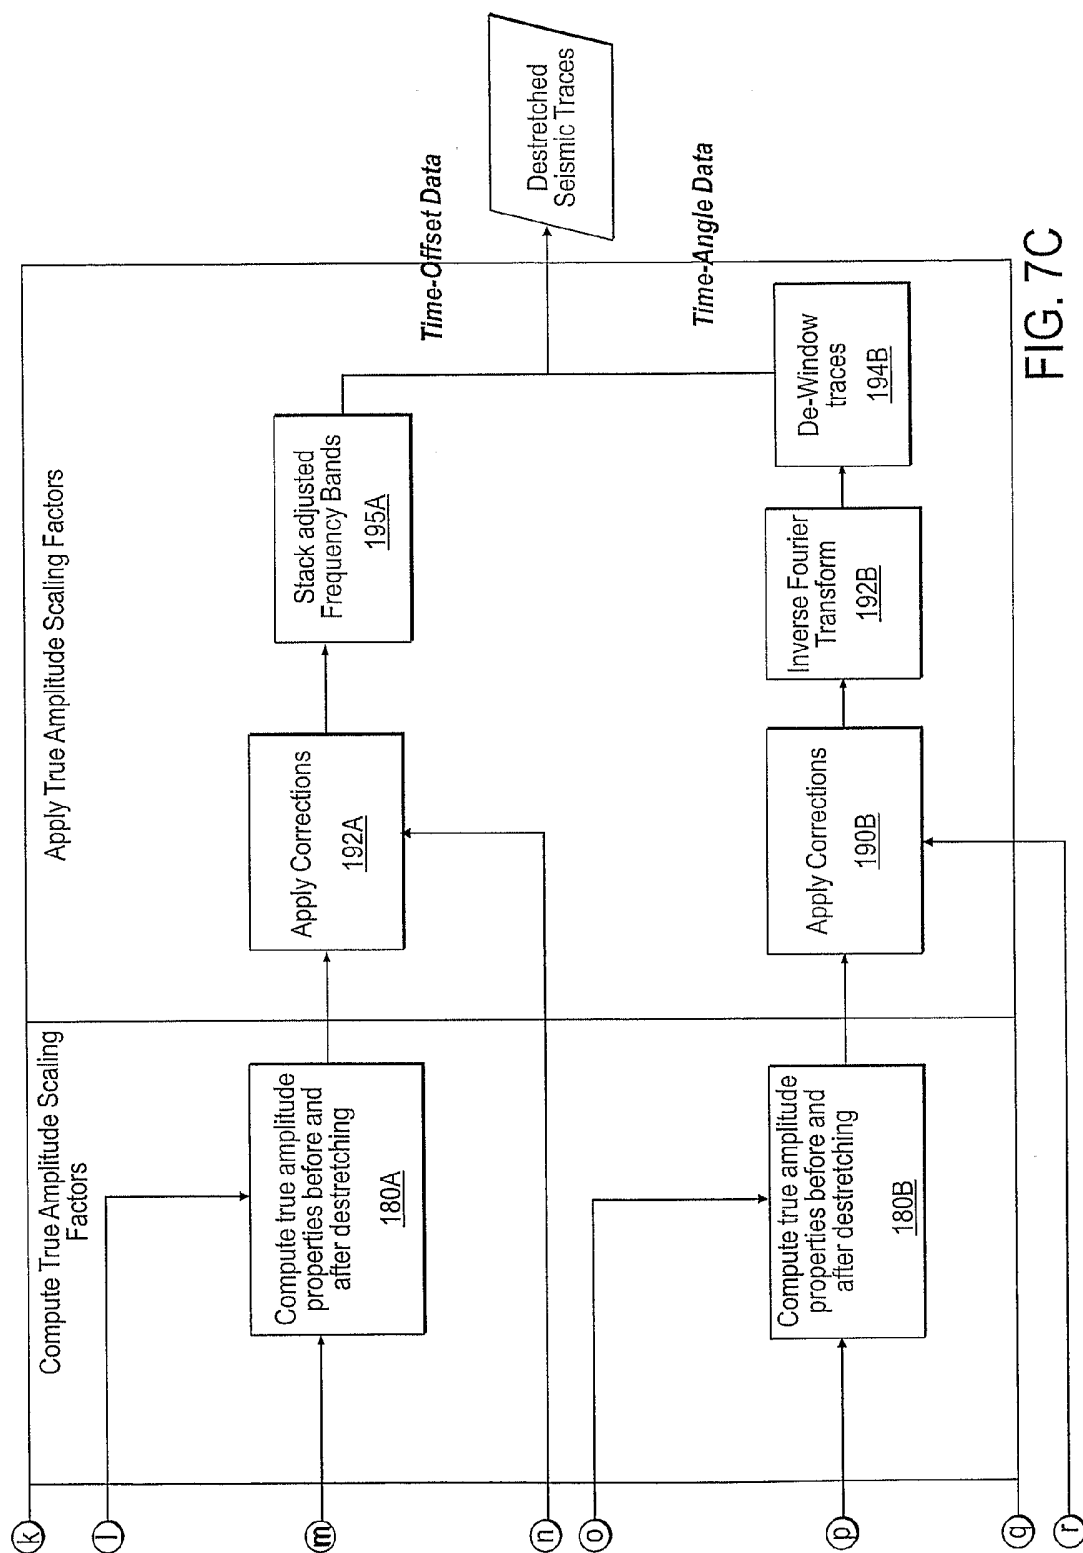 Compute True Amplitude Scaling
Factors
Apply True Amplitude Scaling Factors
k
l
m
n
o
p
q
r
Compute true amplitude
properties before and
after destretching
180A
Apply Corrections
192A
Stack adjusted
Frequency Bands
195A
Time-Offset Data
Destretched
Seismic Traces
Time-Angle Data
Compute true amplitude
properties before and
after destretching
180B
Apply Corrections
190B
Inverse Fourier
Transform
192B
De-Window
traces
194B
FIG. 7C